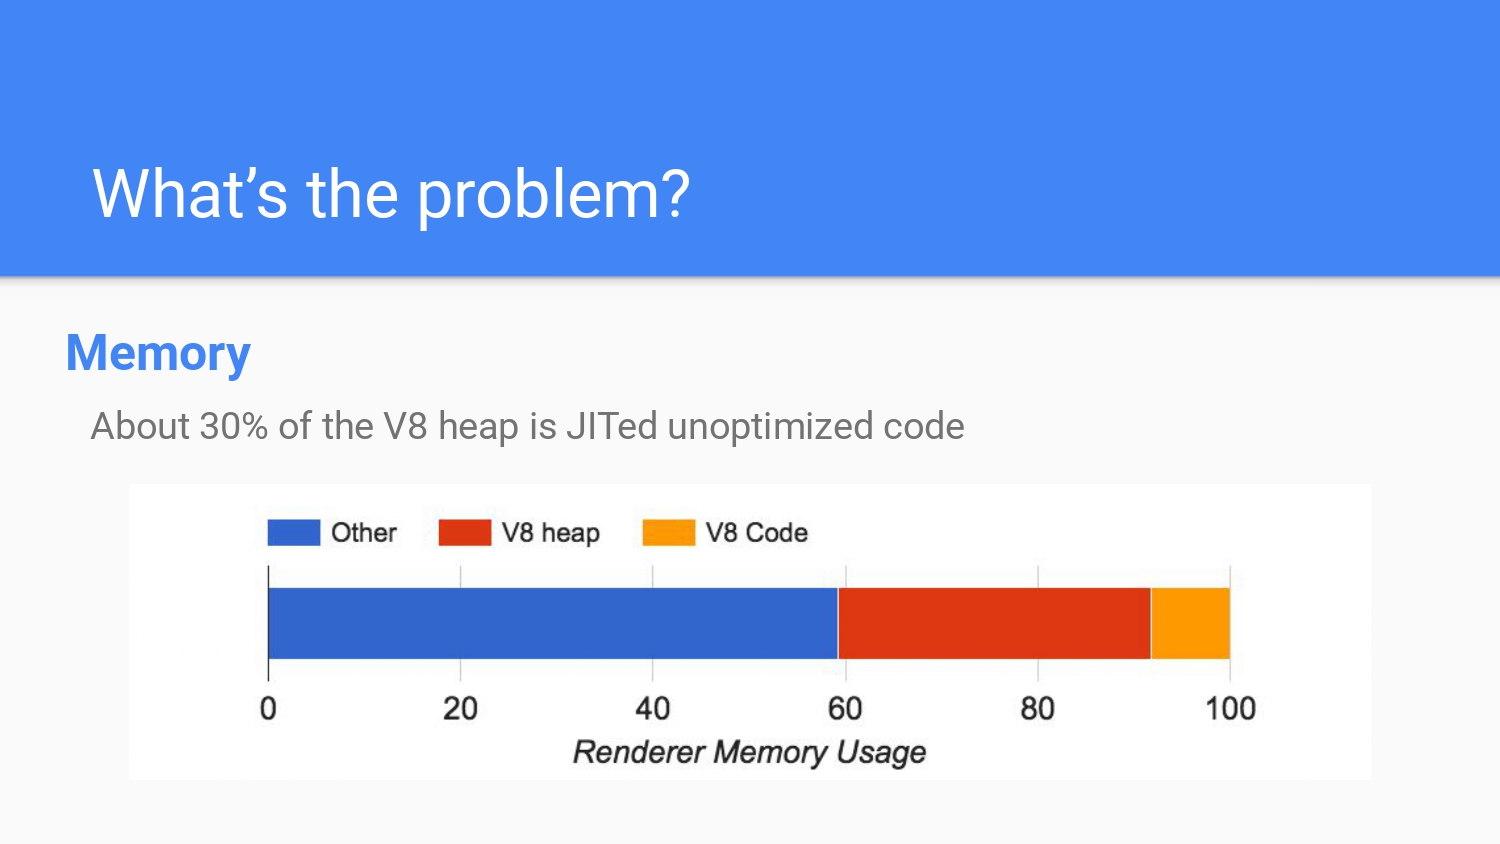 What’s the problem?
Memory
About 30% of the V8 heap is JITed unoptimized code
Other V8 heap V8 Code
0 20 40 60 80 100
Renderer Memory Usage